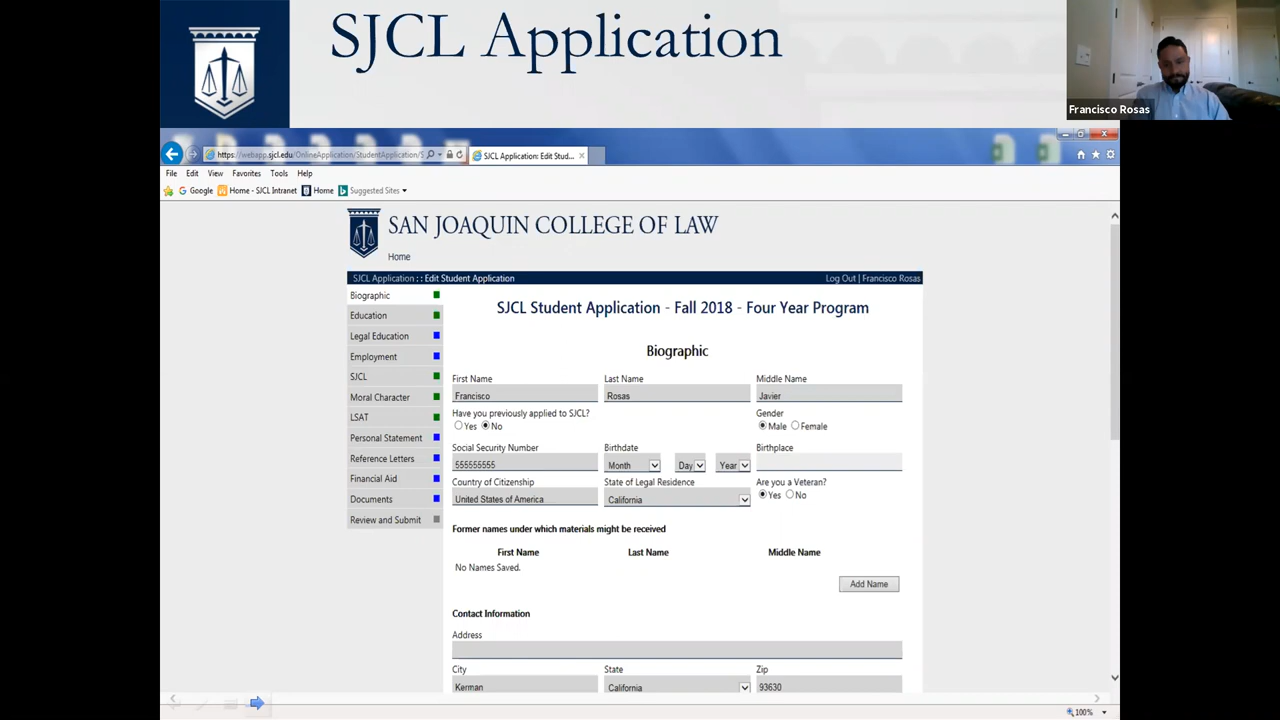 SJCL Application
Francisco Rosas
https://webapp.sjcl.edu/OnlineApplication/StudentApplication/S
SJCL Application: Edit Stud...
File Edit View Favorites Tools Help
Google Home - SJCL Intranet Home Suggested Sites
SAN JOAQUIN COLLEGE OF LAW
Home
SJCL Application : : Edit Student Application Log Out | Francisco Rosas
Biographic
Education
Legal Education
Employment
SJCL
Moral Character
LSAT
Personal Statement
Reference Letters
Financial Aid
Documents
Review and Submit
SJCL Student Application - Fall 2018 - Four Year Program
Biographic
First Name Last Name Middle Name
Francisco Rosas Javier
Have you previously applied to SJCL? Gender
Yes No Male Female
Social Security Number Birthdate Birthplace
555555555 Month Day Year
Country of Citizenship State of Legal Residence Are you a Veteran?
United States of America California Yes No
Former names under which materials might be received
First Name Last Name Middle Name
No Names Saved.
Add Name
Contact Information
Address
City State Zip
Kerman California 93630
100%